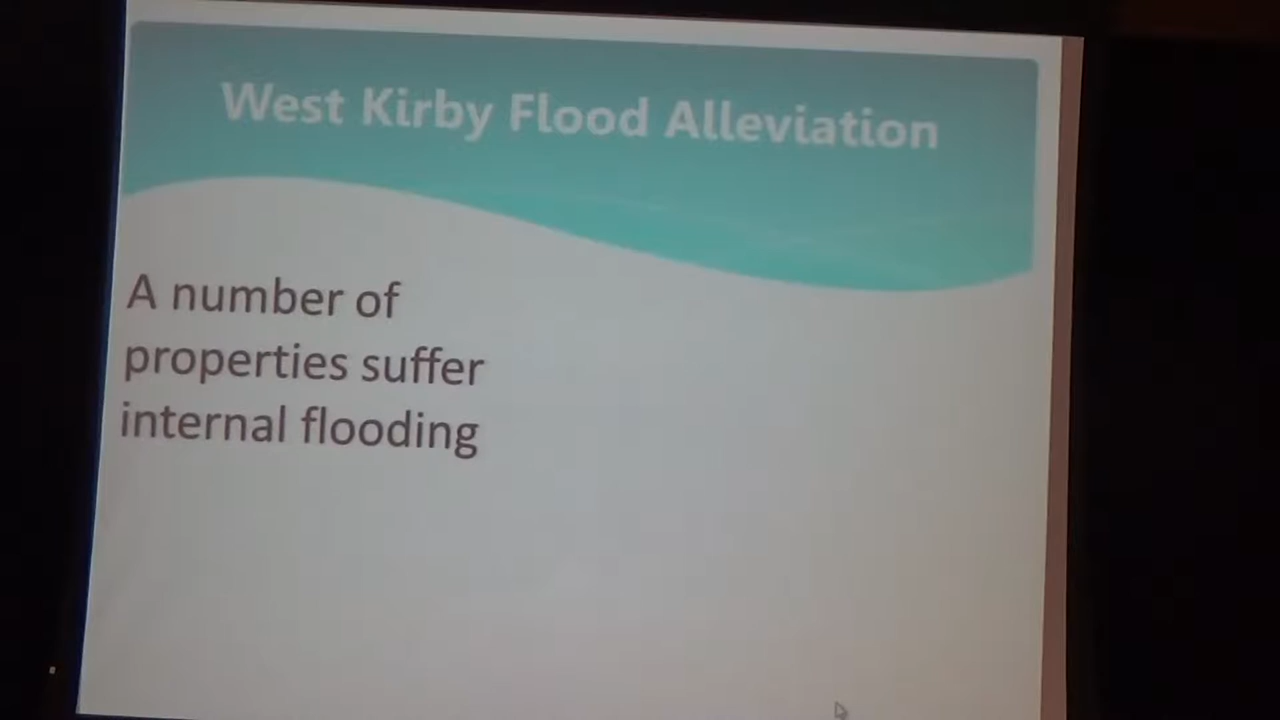 West Kirby Flood Alleviation
A number of
properties suffer
internal flooding